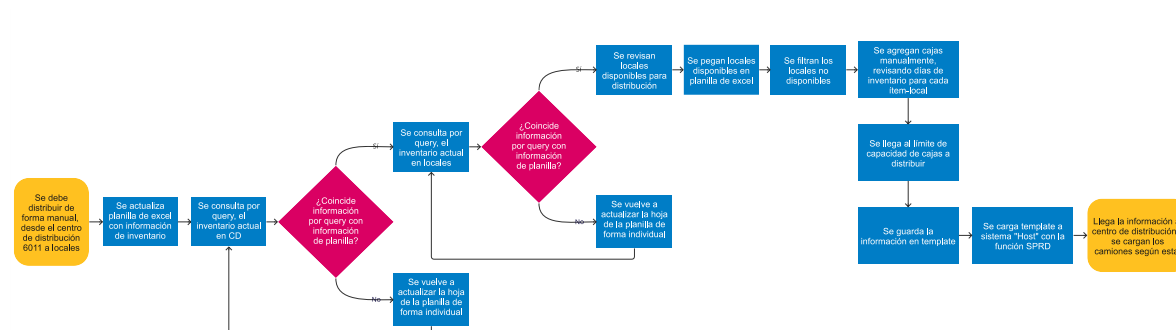 Se debe
distribuir de
forma manual,
desde el centro
de distribución
6011 a locales
Se actualiza
planilla de excel
con información
de inventario
Se consulta por
query, el
inventario actual
en CD
¿Coincide
información
por query con
información
de planilla?
Sí
Se consulta por
query, el
inventario actual
en locales
¿Coincide
información
por query con
información
de planilla?
Sí
Se revisan
locales
disponibles para
distribución
Se pegan locales
disponibles en
planilla de excel
Se filtran los
locales no
disponibles
Se agregan cajas
manualmente,
revisando días de
inventario para cada
ítem-local
Se llega al límite de
capacidad de cajas a
distribuir
Se guarda la
información en template
Se carga template a
sistema "Host" con la
función SPRD
Llega la información a
centro de distribución
se cargan los
camiones según esta
No
Se vuelve a
actualizar la hoja
de la planilla de
forma individual
No
Se vuelve a
actualizar la hoja
de la planilla de
forma individual